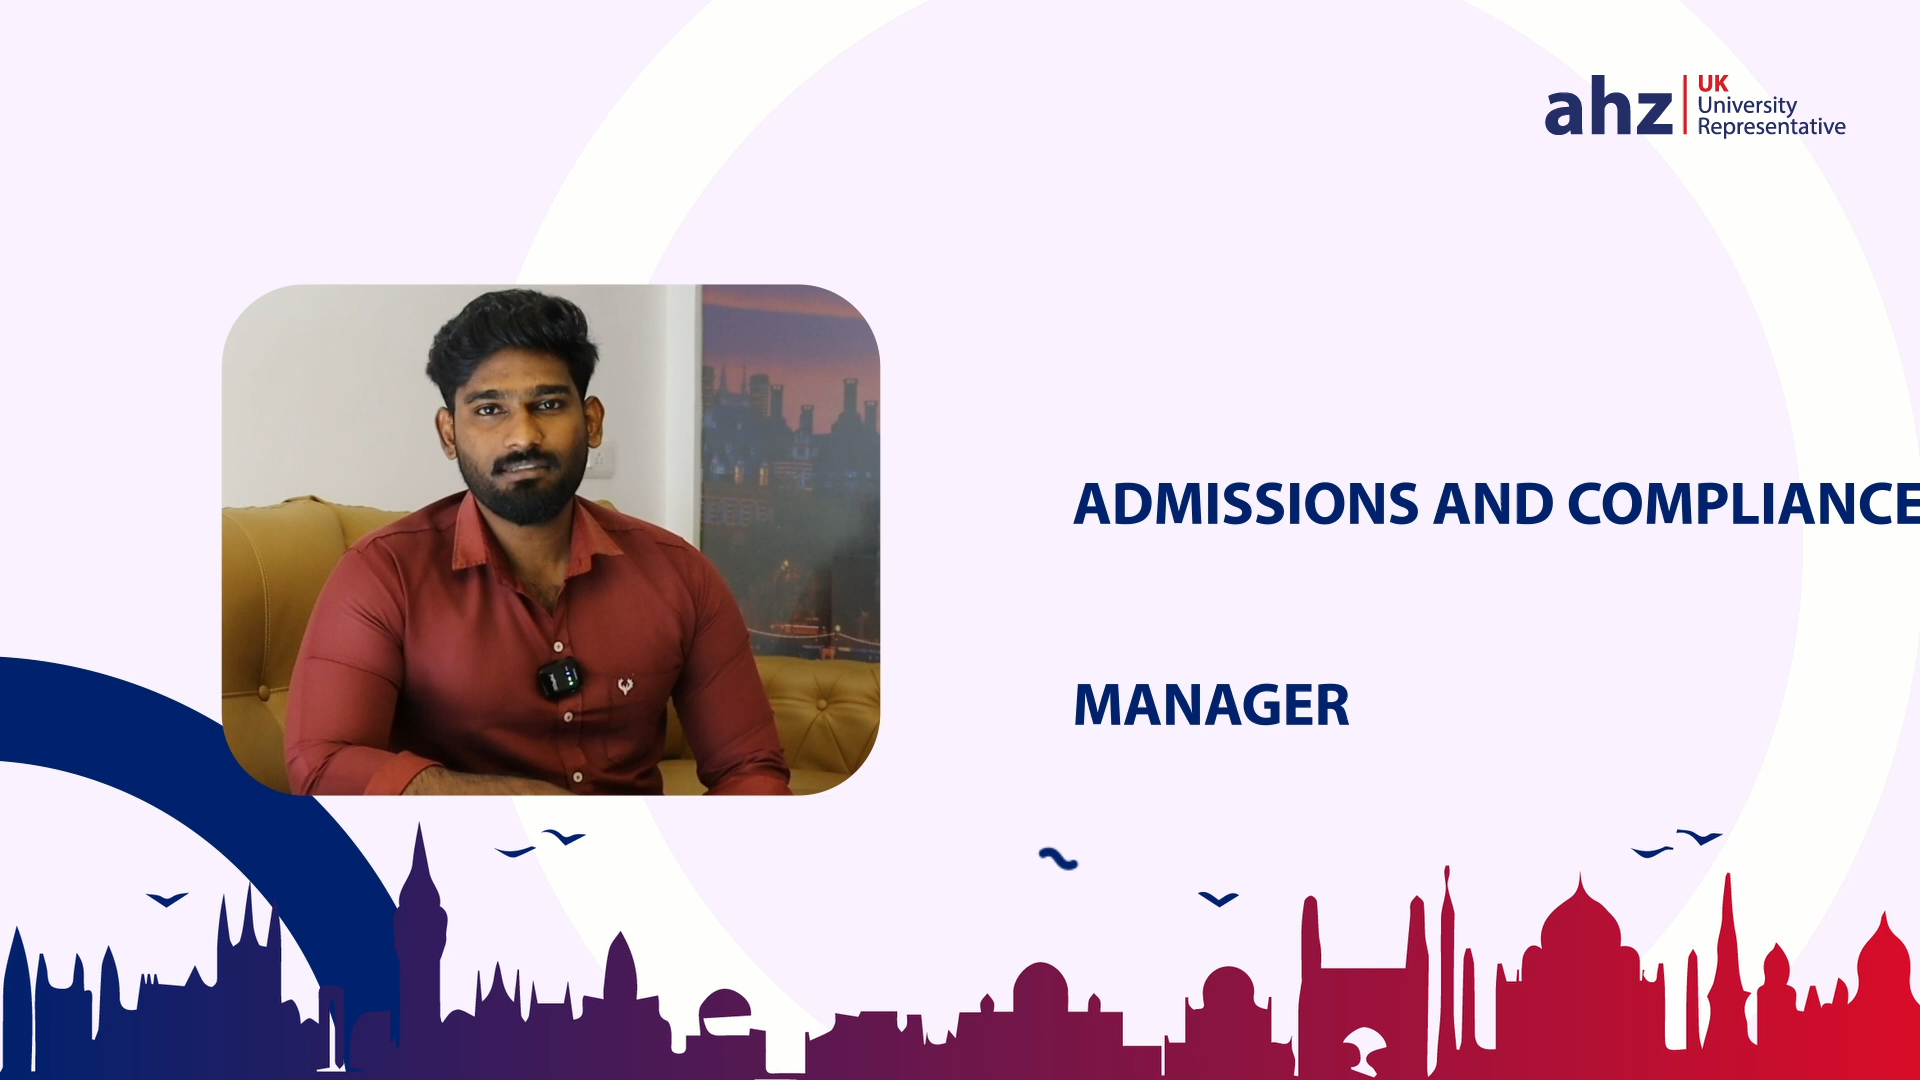 ahz
UK
University
Representative
ADMISSIONS AND COMPLIANCE
MANAGER